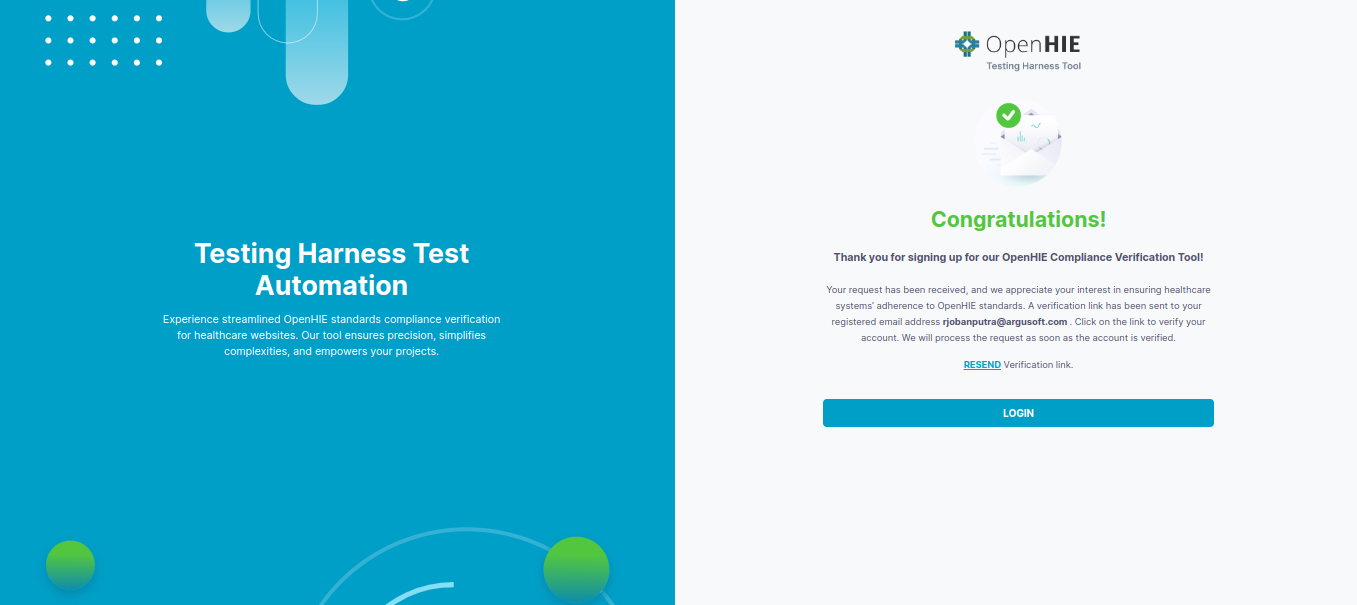 Testing Harness Test
Automation
Experience streamlined OpenHIE standards compliance verification
for healthcare websites. Our tool ensures precision, simplifies
complexities, and empowers your projects.
OpenHIE
Testing Harness Tool
Congratulations!
Thank you for signing up for our OpenHIE Compliance Verification Tool!
Your request has been received, and we appreciate your interest in ensuring healthcare
systems' adherence to OpenHIE standards. A verification link has been sent to your
registered email address rjobanputra@argusoft.com . Click on the link to verify your
account. We will process the request as soon as the account is verified.
RESEND Verification link.
LOGIN